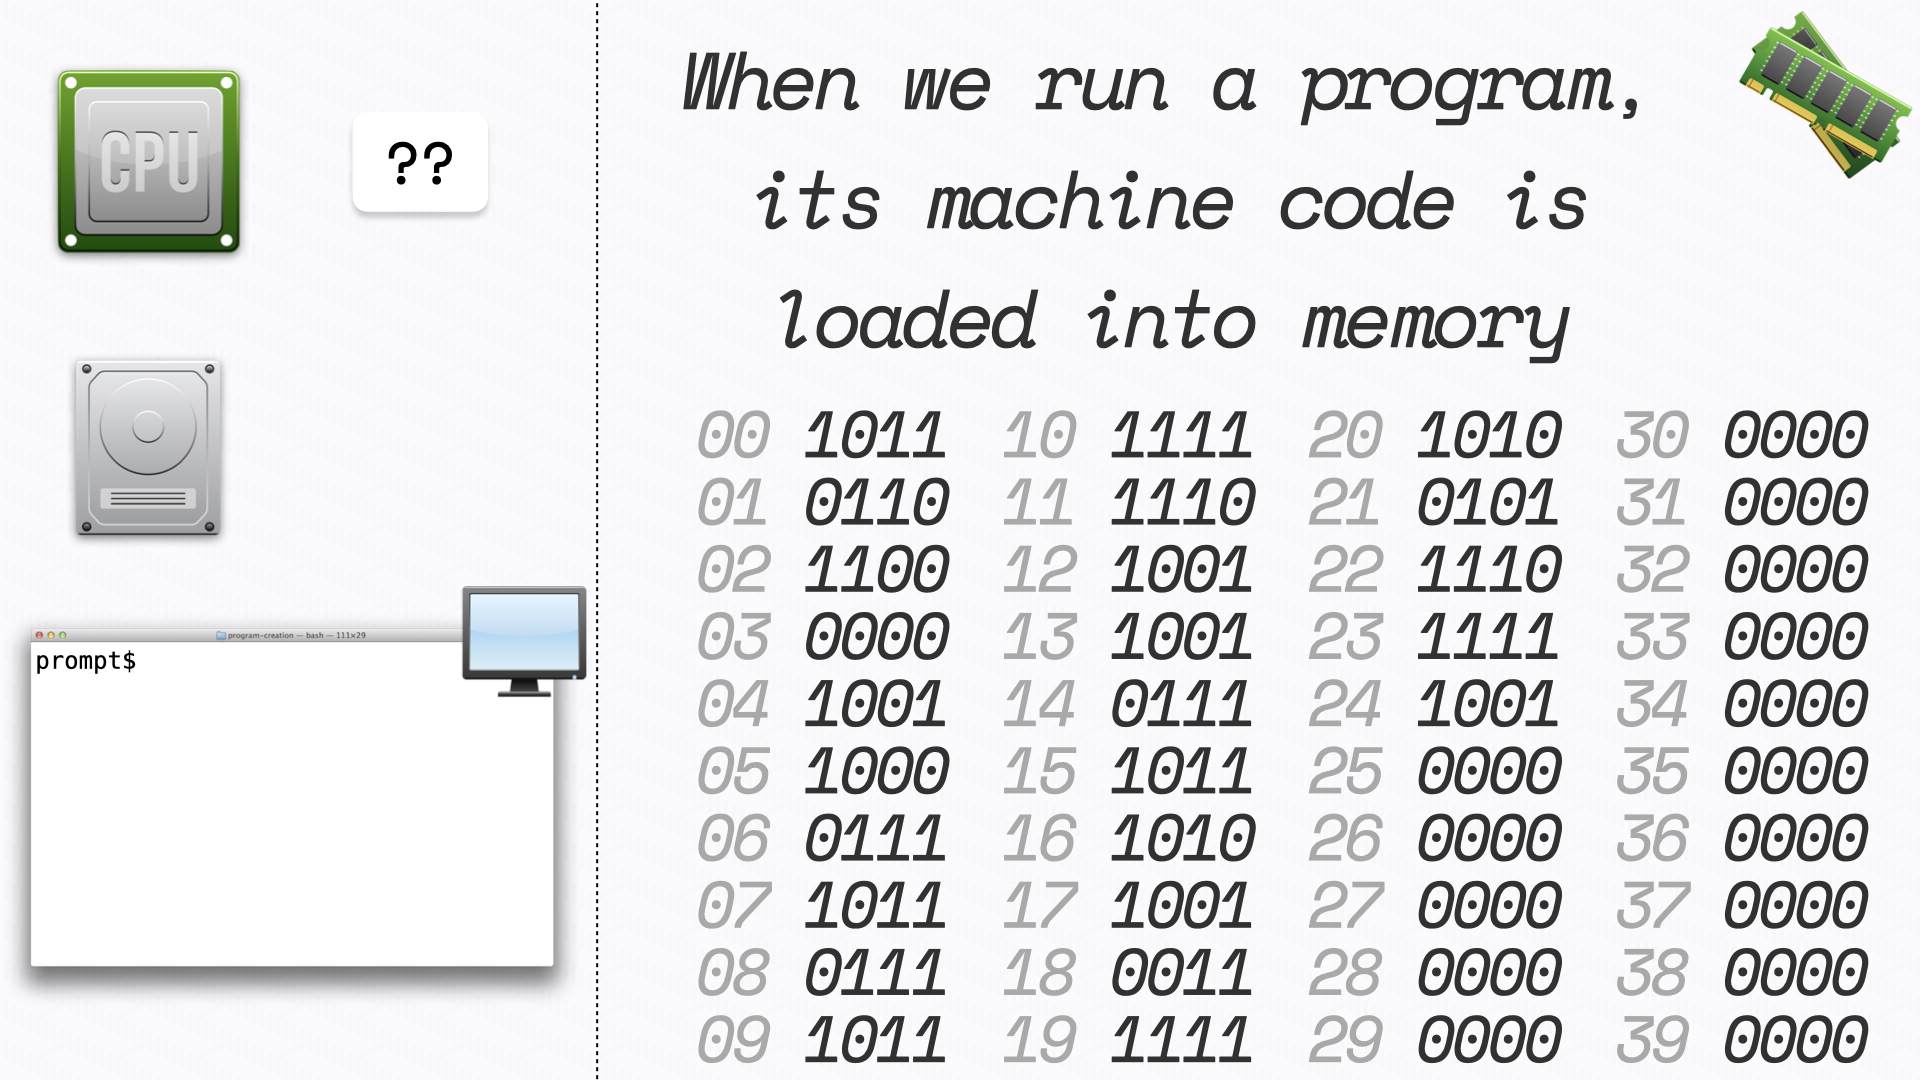 CPU
??
program-creation — bash — 111×29
prompt$
When we run a program,
its machine code is
loaded into memory
00 1011 10 1111 20 1010 30 0000
01 0110 11 1110 21 0101 31 0000
02 1100 12 1001 22 1110 32 0000
03 0000 13 1001 23 1111 33 0000
04 1001 14 0111 24 1001 34 0000
05 1000 15 1011 25 0000 35 0000
06 0111 16 1010 26 0000 36 0000
07 1011 17 1001 27 0000 37 0000
08 0111 18 0011 28 0000 38 0000
09 1011 19 1111 29 0000 39 0000